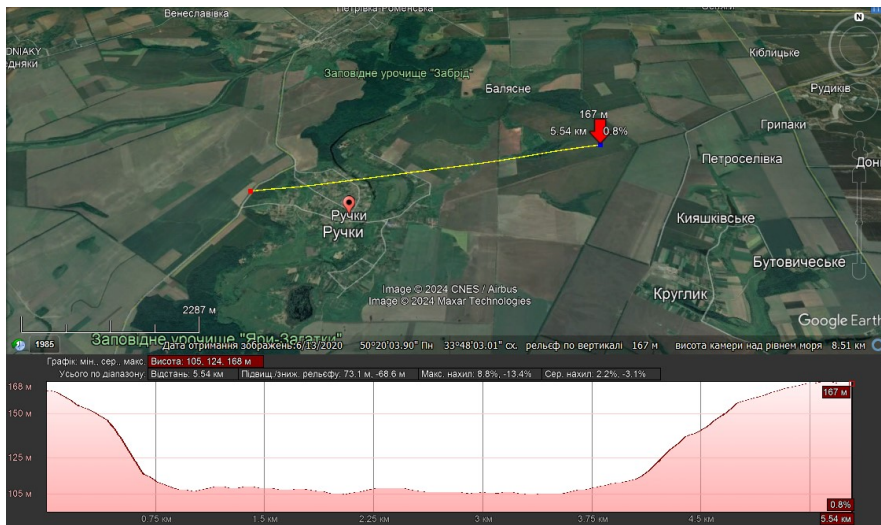 Венеславівка
Петрівка-Роменська
N
DNIAKY
едняки
Кіблицьке
Заповідне урочище "Забрід"
Балясне
Рудиків
167 м
5.54 км 0.8%
Грипаки
Петроселівка
Дон
Ручки
Ручки
Кияшківське
Бутовичеське
Image © 2024 CNES / Airbus
Image © 2024 Maxar Technologies
Круглик
2287 м
Google Earth
Заповідне урочище "Яри-Загатки"
1985
Дата отримання зображень:6/13/2020 50°20'03.90" Пн 33°48'03.01" сх. рельєф по вертикалі 167 м висота камери над рівнем моря 8.51 км
Графік: мін., сер., макс. Висота: 105, 124, 168 м
Усього по діапазону: Відстань: 5.54 км Підвищ./зниж. рельєфу: 73.1 м, -68.6 м Макс. нахил: 8.8%, -13.4% Сер. нахил: 2.2%, -3.1%
168 м
167 м
150 м
125 м
105 м
0.8%
0.75 км 1.5 км 2.25 км 3 км 3.75 км 4.5 км 5.54 км